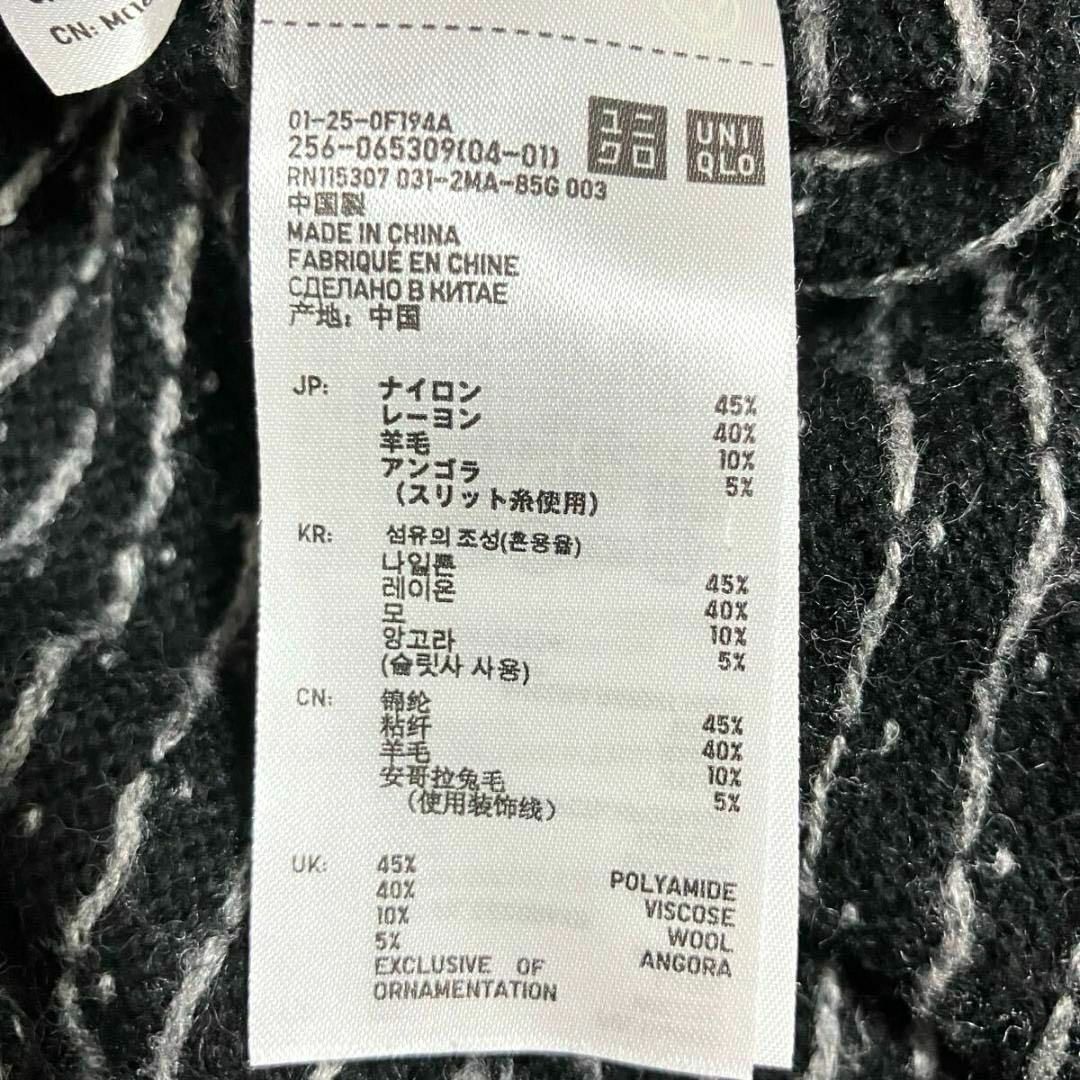 CN:
01-25-0F194A
256-065309(04-01)
RN115307 031-2MA-85G 003
ユニクロ
UNIQLO
中国製
MADE IN CHINA
FABRIQUÉ EN CHINE
СДЕЛАНО В КИТАЕ
产地：中国
JP: ナイロン 45%
レーヨン 40%
羊毛 10%
アンゴラ 5%
（スリット糸使用）
KR: 섬유의 조성(혼용율)
나일론 45%
레이온 40%
모 10%
앙고라 5%
(슬릿사 사용)
CN: 锦纶 45%
粘纤 40%
羊毛 10%
安哥拉兔毛 5%
（使用装饰线）
UK: 45% POLYAMIDE
40% VISCOSE
10% WOOL
5% ANGORA
EXCLUSIVE OF
ORNAMENTATION